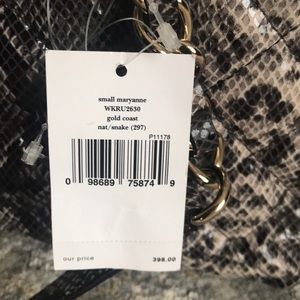 small maryanne
WKRU2630
gold coast
nat/snake (297)
P11178
0 98689 75874 9
our price 398.00